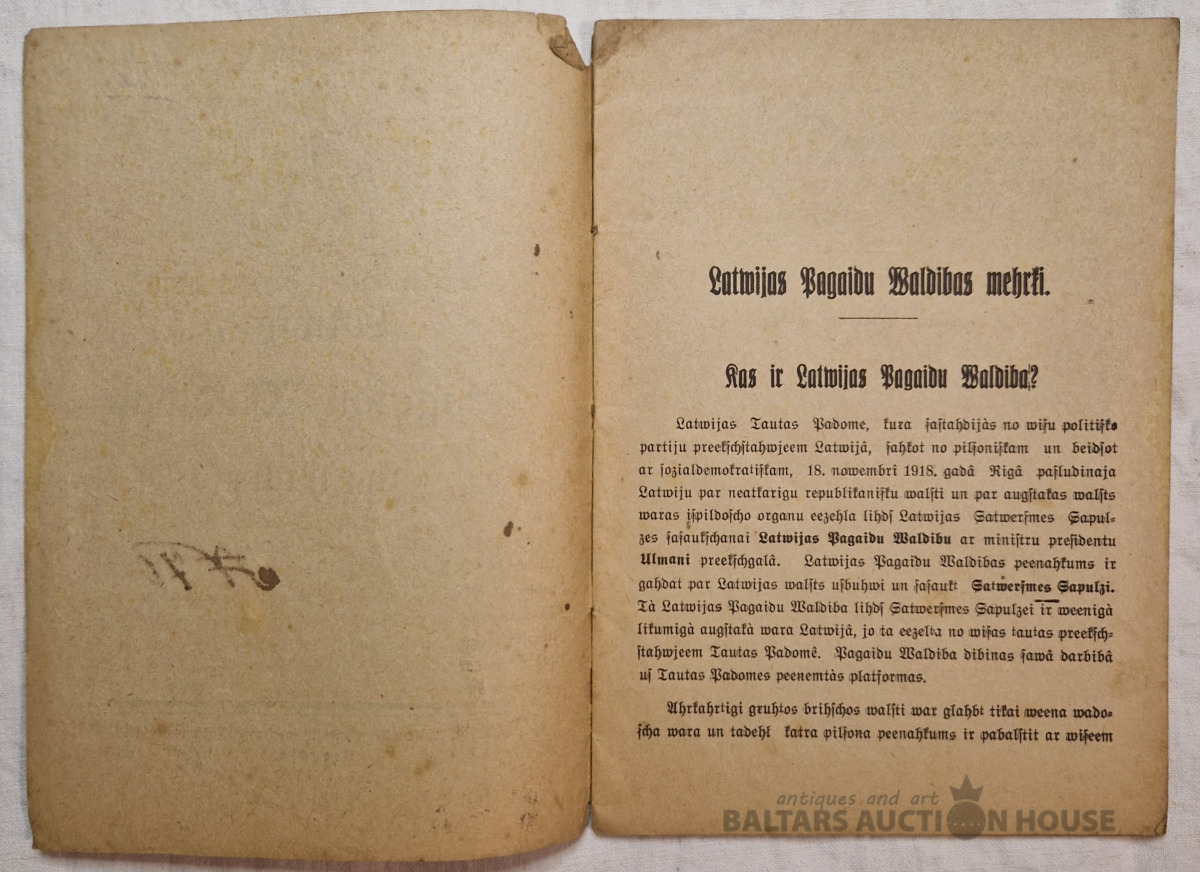 Latwijas Pagaidu Waldibas mehrķi.
Kas ir Latwijas Pagaidu Waldiba?
Latwijas Tautas Padome, kura ſaſtahdijàs no wiſu politiſko
partiju preekſchſtahwjeem Latwijâ, ſahkot no pilſoniſkam un beidſot
ar ſozialdemokratiſkam, 18. nowembri 1918. gadâ Rigâ paſludinaja
Latwiju par neatkarigu republikaniſku walſti un par augſtakas walſts
waras iſpildoſcho organu eezehla lihdſ Latwijas Satwerſmes Sapul-
zes ſaſaukſchanai Latwijas Pagaidu Waldibu ar miniſtru preſidentu
Ulmani preekſchgalâ. Latwijas Pagaidu Waldibas peenahkums ir
gahdat par Latwijas walſts uſbuhwi un ſaſaukt Satwerſmes Sapulzi.
Tà Latwijas Pagaidu Waldiba lihdſ Satwerſmes Sapulzei ir weenigà
likumigà augſtakà wara Latwijâ, jo ta eezelta no wiſas tautas preekſch-
ſtahwjeem Tautas Padomê. Pagaidu Waldiba dibinas ſawâ darbibâ
uſ Tautas Padomes peenemtàs platformas.
Ahrkahrtigi gruhtos brihſchos walſti war glahbt tikai weena wado-
ſcha wara un tadehł katra pilſoņa peenahkums ir pabalſtit ar wiſeem
antiques and art
BALTARS AUCTION HOUSE